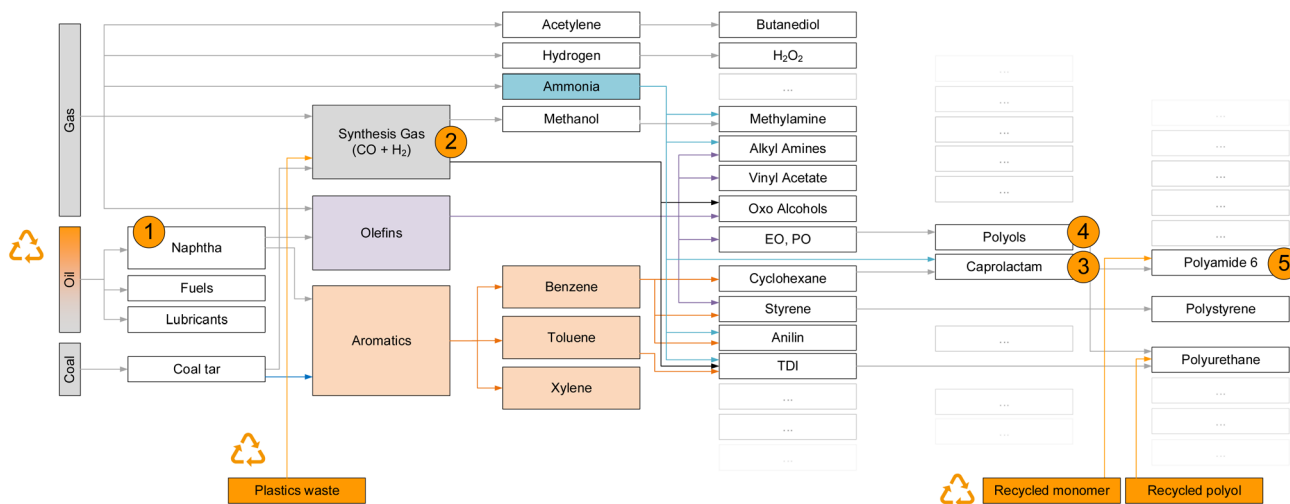 Gas
Oil
Coal
1
Naphtha
Fuels
Lubricants
Coal tar
Synthesis Gas
(CO + H₂)
2
Olefins
Aromatics
Plastics waste
Acetylene
Hydrogen
Ammonia
Methanol
Benzene
Toluene
Xylene
Butanediol
H₂O₂
...
Methylamine
Alkyl Amines
Vinyl Acetate
Oxo Alcohols
EO, PO
Cyclohexane
Styrene
Anilin
TDI
...
...
...
...
...
...
...
...
Polyols
4
Caprolactam
3
...
...
...
...
...
...
...
Polyamide 6
5
Polystyrene
Polyurethane
...
...
...
Recycled monomer
Recycled polyol